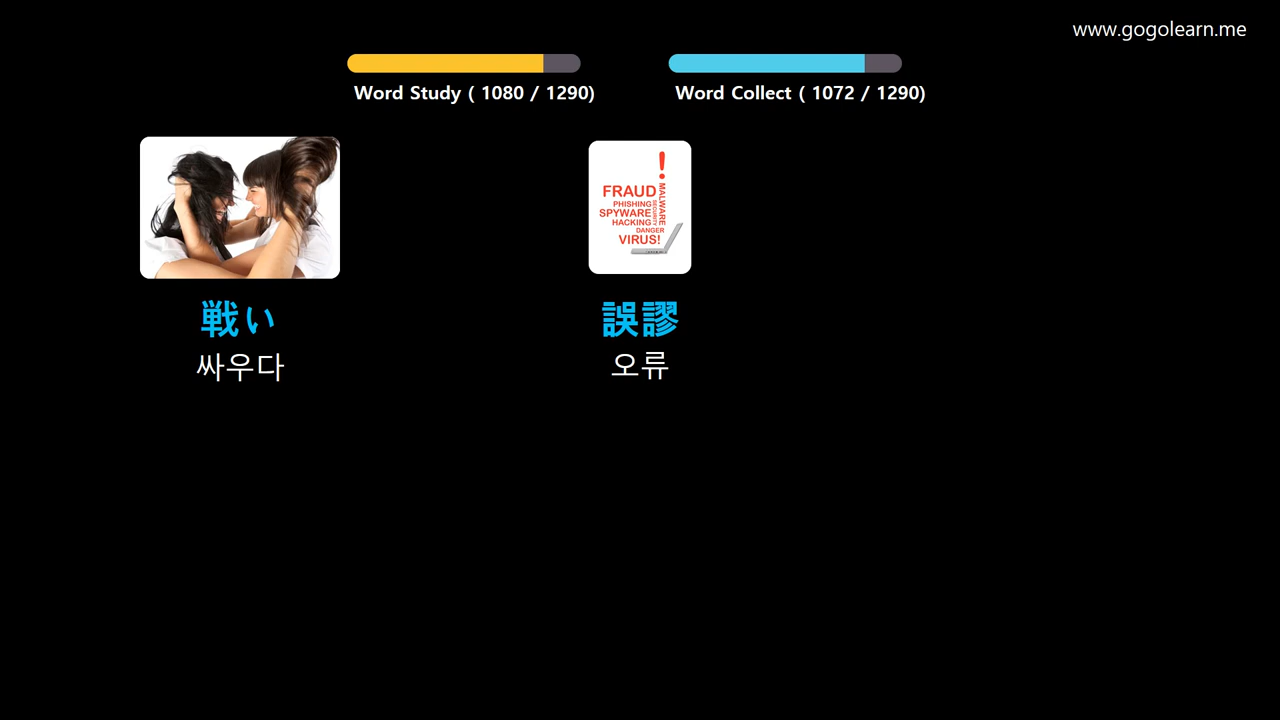 www.gogolearn.me
Word Study ( 1080 / 1290)
Word Collect ( 1072 / 1290)
!
FRAUD
PHISHING
SPYWARE
HACKING
DANGER
VIRUS!
MALWARE
SECURITY
戦い
싸우다
誤謬
오류